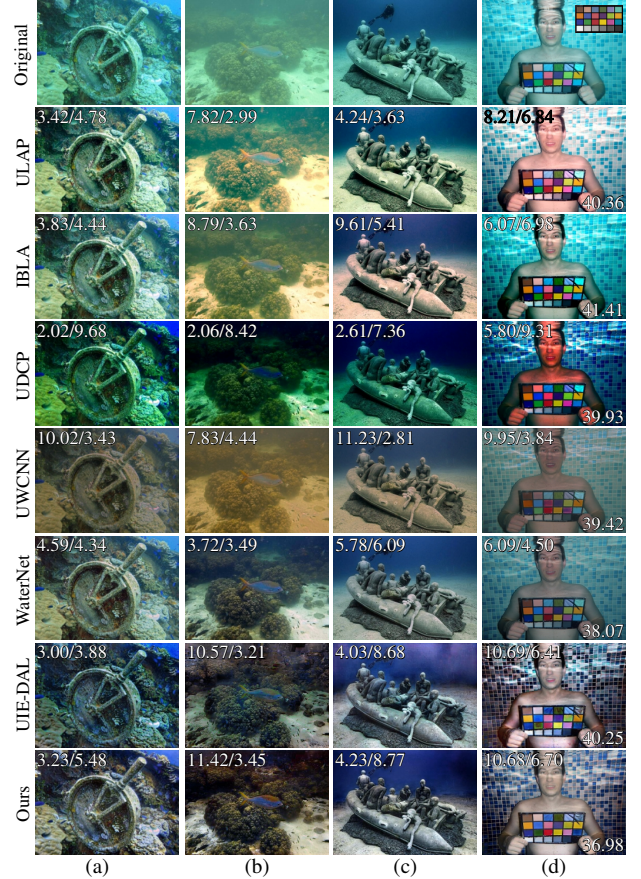 Original
ULAP
3.42/4.78 7.82/2.99 4.24/3.63 8.21/6.84
40.36
IBLA
3.83/4.44 8.79/3.63 9.61/5.41 6.07/6.98
41.41
UDCP
2.02/9.68 2.06/8.42 2.61/7.36 5.80/9.31
39.93
UWCNN
10.02/3.43 7.83/4.44 11.23/2.81 9.95/3.84
39.42
WaterNet
4.59/4.34 3.72/3.49 5.78/6.09 6.09/4.50
38.07
UIE-DAL
3.00/3.88 10.57/3.21 4.03/8.68 10.69/6.41
40.25
Ours
3.23/5.48 11.42/3.45 4.23/8.77 10.68/6.70
36.98
(a) (b) (c) (d)